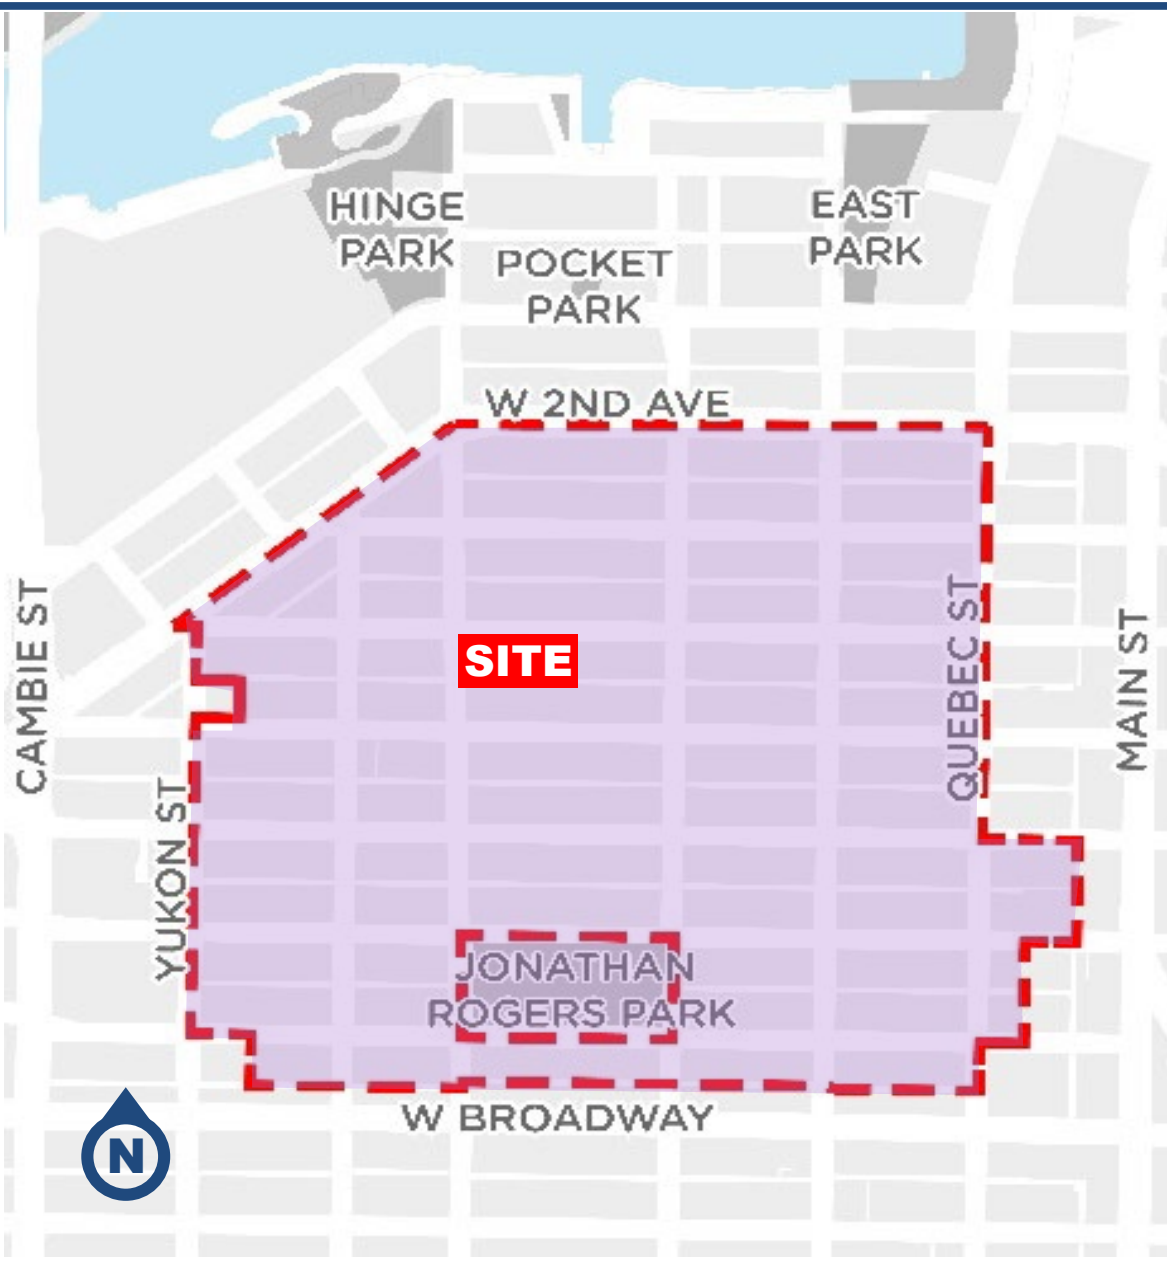 HINGE
PARK
EAST
PARK
POCKET
PARK
W 2ND AVE
CAMBIE ST
SITE
QUEBEC ST
MAIN ST
YUKON ST
JONATHAN
ROGERS PARK
W BROADWAY
N